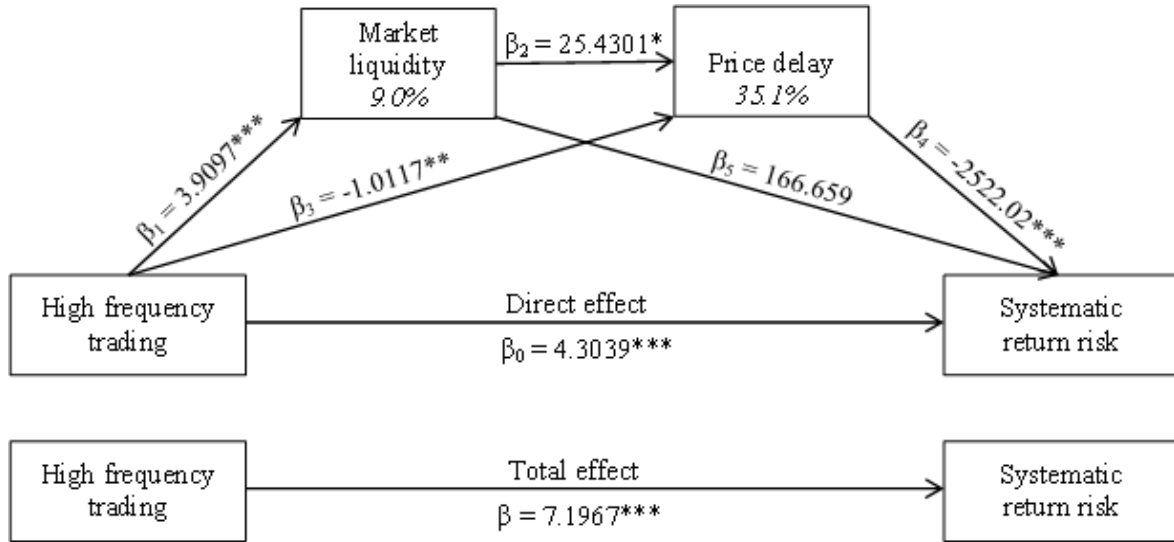 Market
liquidity
9.0%
β₂ = 25.4301*
Price delay
35.1%
β₁ = 3.9097***
β₃ = -1.0117**
β₅ = 166.659
β₄ = -2522.02***
High frequency
trading
Direct effect
β₀ = 4.3039***
Systematic
return risk
High frequency
trading
Total effect
β = 7.1967***
Systematic
return risk